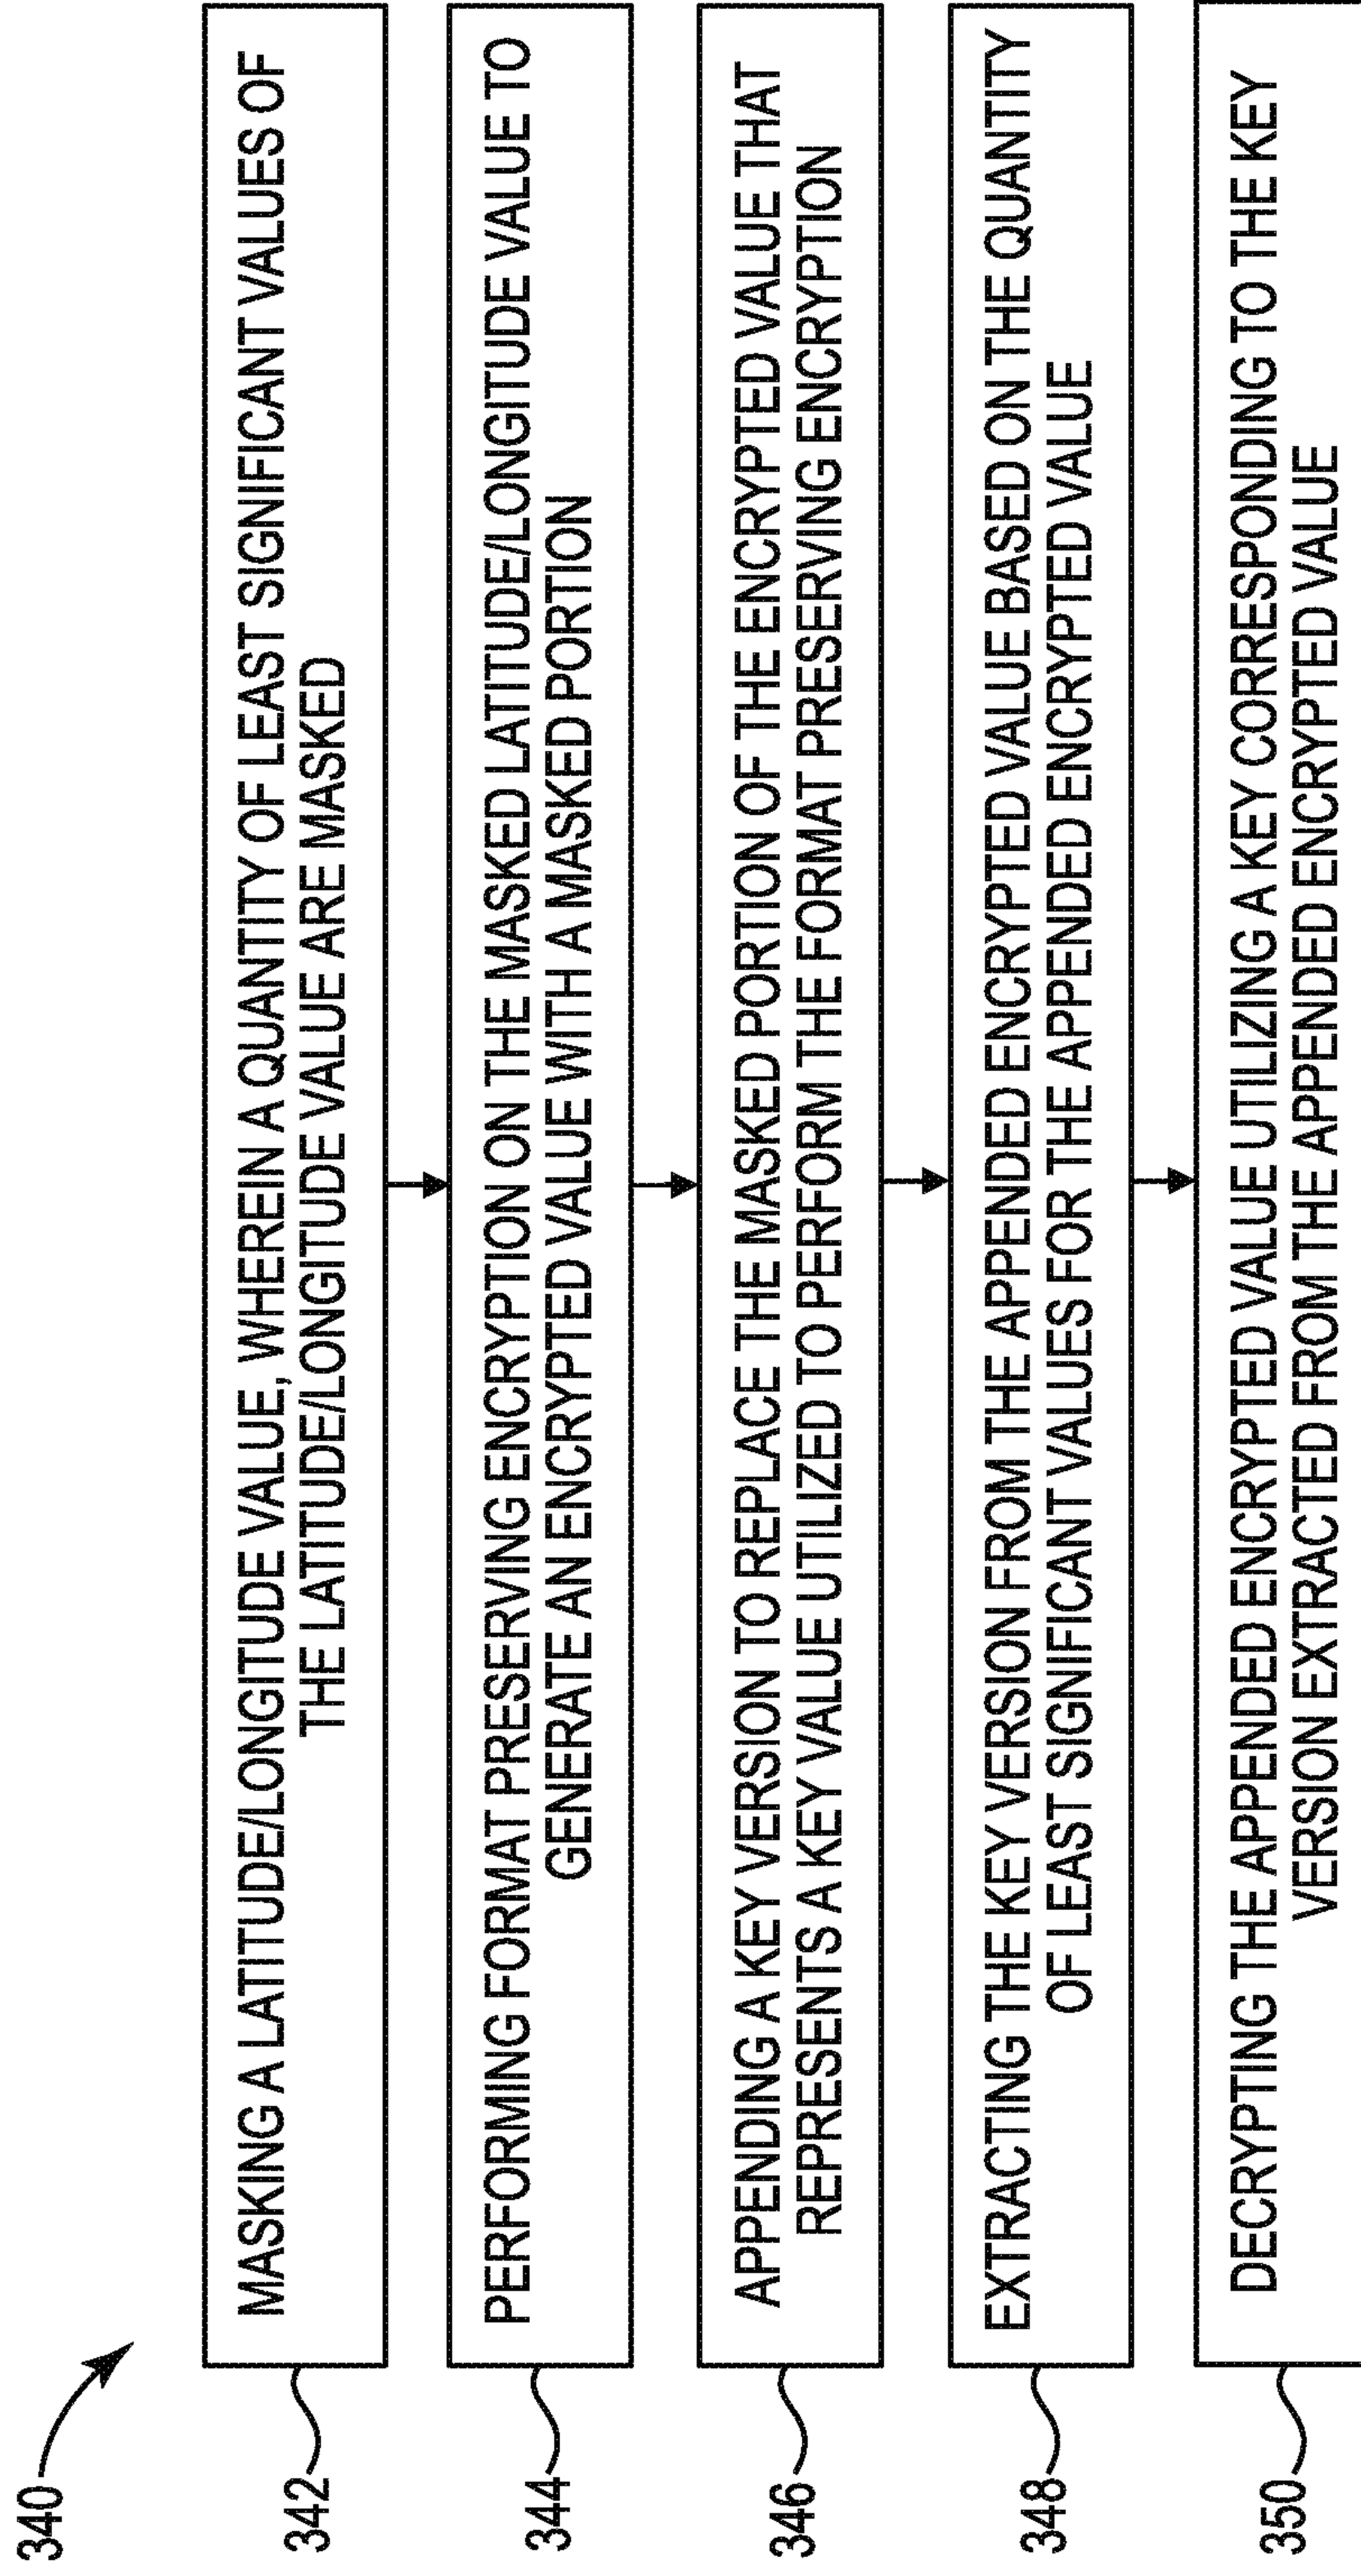 340
342
MASKING A LATITUDE/LONGITUDE VALUE, WHEREIN A QUANTITY OF LEAST SIGNIFICANT VALUES OF
THE LATITUDE/LONGITUDE VALUE ARE MASKED
344
PERFORMING FORMAT PRESERVING ENCRYPTION ON THE MASKED LATITUDE/LONGITUDE VALUE TO
GENERATE AN ENCRYPTED VALUE WITH A MASKED PORTION
346
APPENDING A KEY VERSION TO REPLACE THE MASKED PORTION OF THE ENCRYPTED VALUE THAT
REPRESENTS A KEY VALUE UTILIZED TO PERFORM THE FORMAT PRESERVING ENCRYPTION
348
EXTRACTING THE KEY VERSION FROM THE APPENDED ENCRYPTED VALUE BASED ON THE QUANTITY
OF LEAST SIGNIFICANT VALUES FOR THE APPENDED ENCRYPTED VALUE
350
DECRYPTING THE APPENDED ENCRYPTED VALUE UTILIZING A KEY CORRESPONDING TO THE KEY
VERSION EXTRACTED FROM THE APPENDED ENCRYPTED VALUE